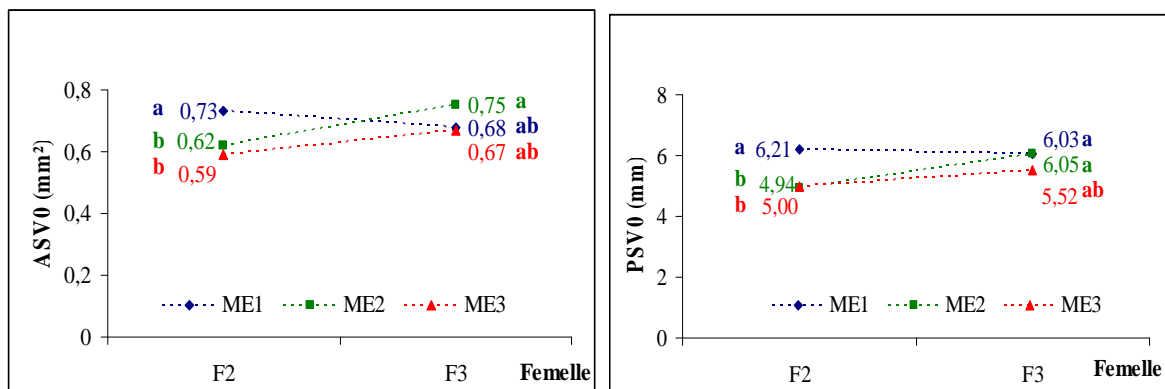 ASV0 (mm²)
0,8
0,6
0,4
0,2
0
a 0,73
b 0,62
b 0,59
0,75 a
0,68 ab
0,67 ab
ME1 ME2 ME3
F2 F3 Femelle
PSV0 (mm)
8
6
4
2
0
a 6,21
b 4,94
b 5,00
6,03 a
6,05 a
5,52 ab
ME1 ME2 ME3
F2 F3 Femelle